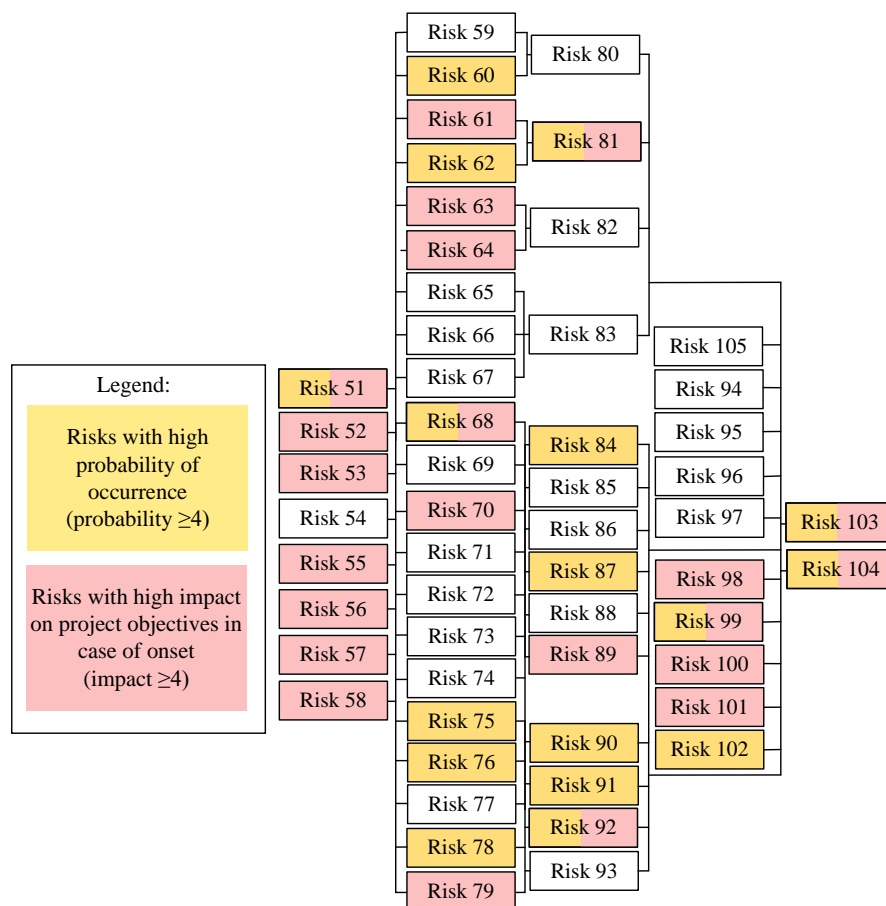 Legend:
Risks with high
probability of
occurrence
(probability ≥4)
Risks with high impact
on project objectives in
case of onset
(impact ≥4)
Risk 51
Risk 52
Risk 53
Risk 54
Risk 55
Risk 56
Risk 57
Risk 58
Risk 59
Risk 60
Risk 61
Risk 62
Risk 63
Risk 64
Risk 65
Risk 66
Risk 67
Risk 68
Risk 69
Risk 70
Risk 71
Risk 72
Risk 73
Risk 74
Risk 75
Risk 76
Risk 77
Risk 78
Risk 79
Risk 80
Risk 81
Risk 82
Risk 83
Risk 84
Risk 85
Risk 86
Risk 87
Risk 88
Risk 89
Risk 90
Risk 91
Risk 92
Risk 93
Risk 105
Risk 94
Risk 95
Risk 96
Risk 97
Risk 98
Risk 99
Risk 100
Risk 101
Risk 102
Risk 103
Risk 104